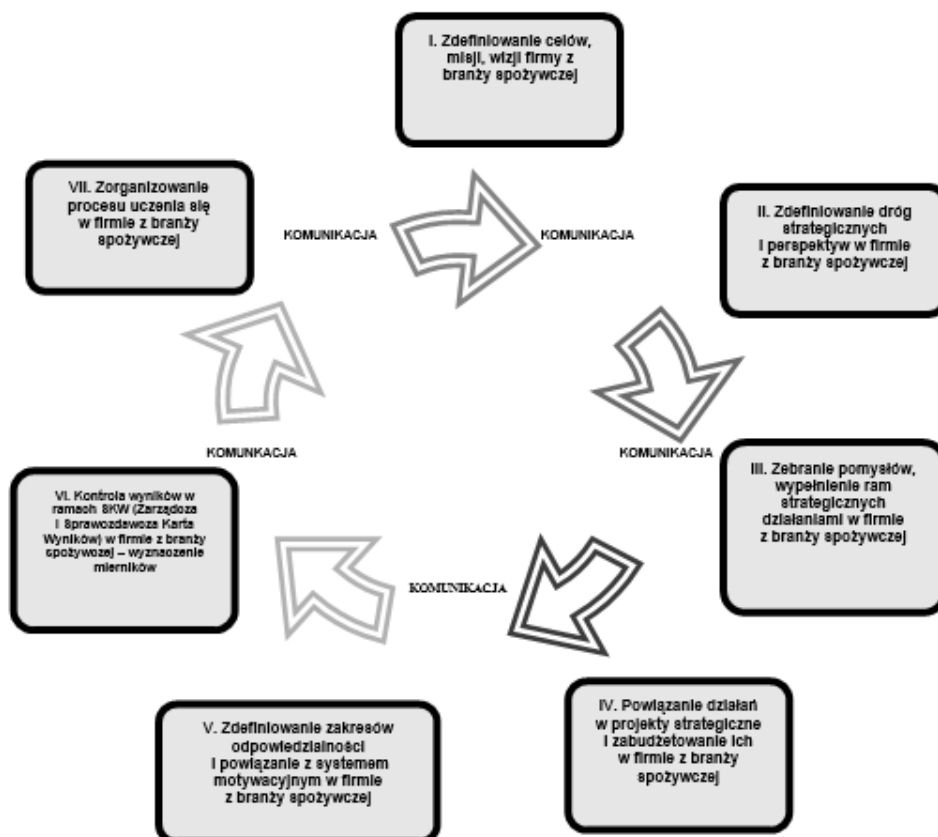 I. Zdefiniowanie celów,
misji, wizji firmy z
branży spożywczej
VII. Zorganizowanie
procesu uczenia się
w firmie z branży
spożywczej
KOMUNIKACJA
KOMUNIKACJA
II. Zdefiniowanie dróg
strategicznych
i perspektyw w firmie
z branży spożywczej
KOMUNKACJA
KOMUNIKACJA
III. Zebranie pomysłów,
wypełnienie ram
strategicznych
działaniami w firmie
z branży spożywczej
VI. Kontrola wyników w
ramach SKW (Zarządcza
i Sprawozdawcza Karta
Wyników) w firmie z branży
spożywczej – wyznaczenie
mierników
KOMUNIKACJA
IV. Powiązanie działań
w projekty strategiczne
i zabudżetowanie ich
w firmie z branży
spożywczej
V. Zdefiniowanie zakresów
odpowiedzialności
i powiązanie z systemem
motywacyjnym w firmie
z branży spożywczej